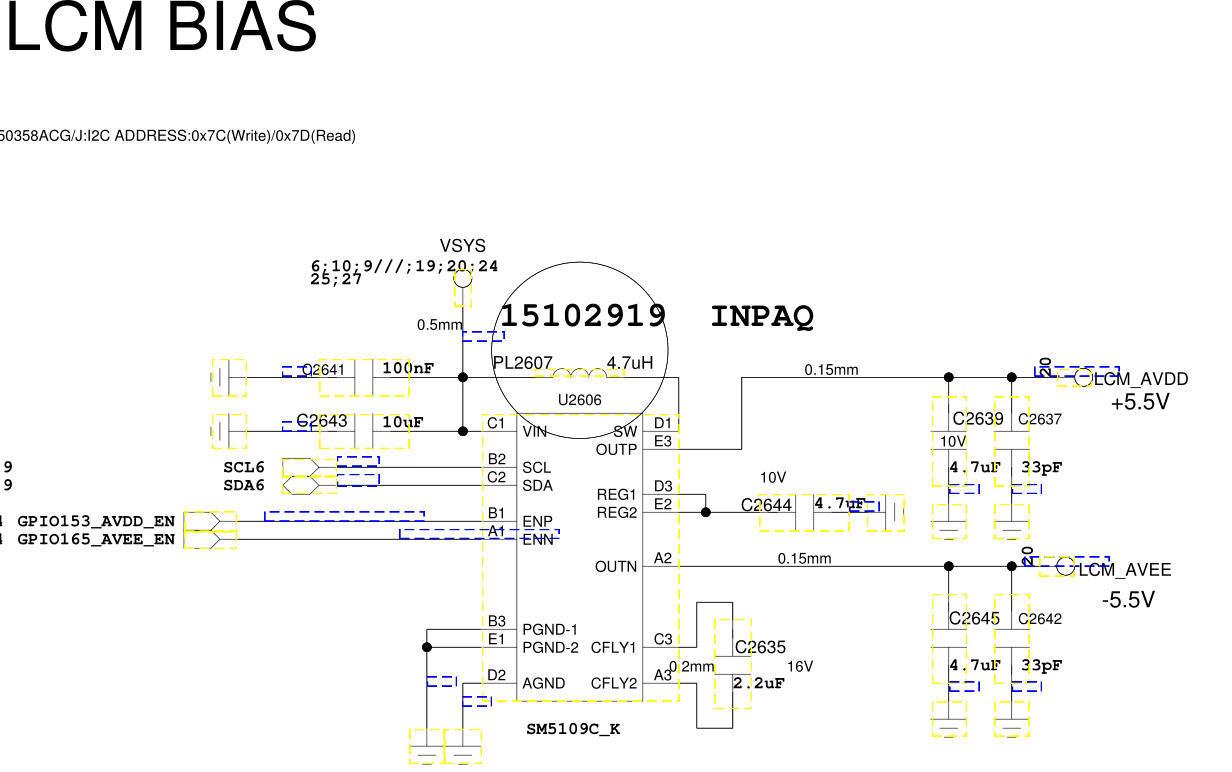 LCM BIAS
50358ACG/J:I2C ADDRESS:0x7C(Write)/0x7D(Read)
VSYS
6;10;9///;19;20;24
25;27
0.5mm
15102919 INPAQ
PL2607 4.7uH
U2606
C2641 100nF
C2643 10uF
C1 VIN
SW D1
OUTP E3
0.15mm
20
LCM_AVDD
+5.5V
C2639
10V
4.7uF
C2637
33pF
9 SCL6 B2 SCL
9 SDA6 C2 SDA
4 GPIO153_AVDD_EN B1 ENP
4 GPIO165_AVEE_EN A1 ENN
REG1 D3
REG2 E2
10V
C2644 4.7uF
OUTN A2
0.15mm
20
LCM_AVEE
-5.5V
C2645
4.7uF
C2642
33pF
B3 PGND-1
E1 PGND-2
D2 AGND
CFLY1 C3
CFLY2 A3
C2635
0.2mm 16V
2.2uF
SM5109C_K